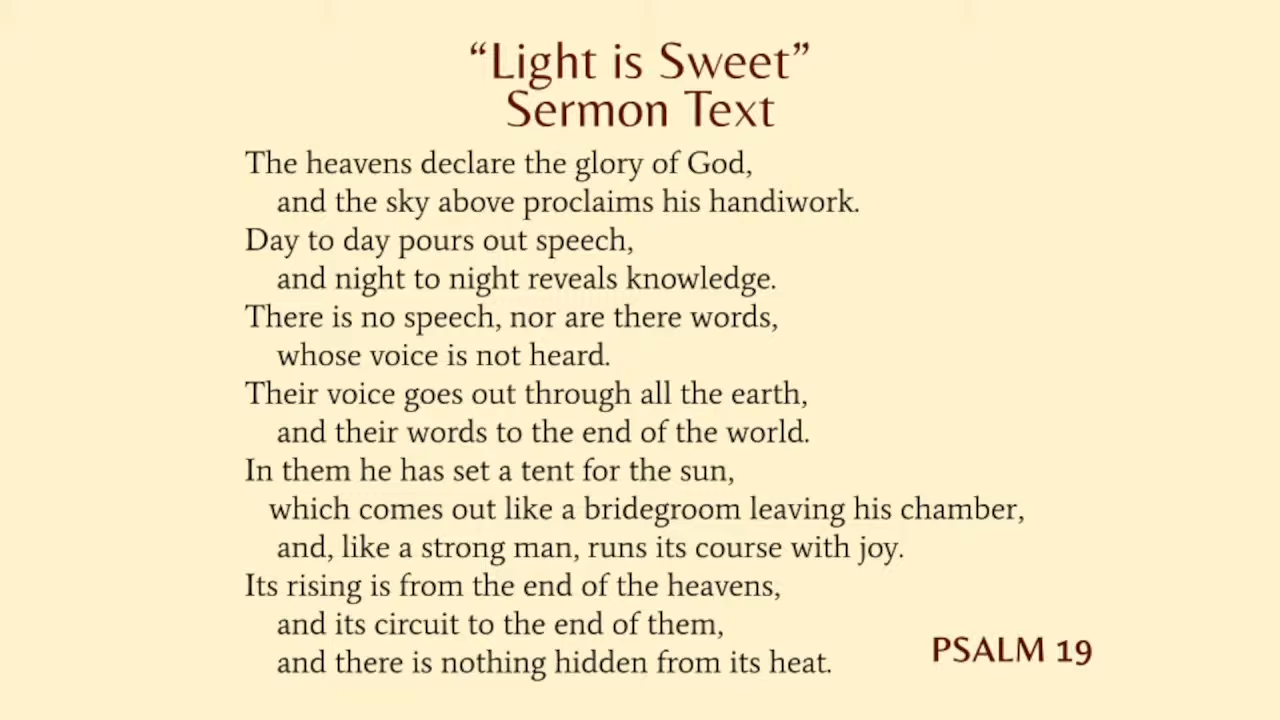 “Light is Sweet”
Sermon Text
The heavens declare the glory of God,
and the sky above proclaims his handiwork.
Day to day pours out speech,
and night to night reveals knowledge.
There is no speech, nor are there words,
whose voice is not heard.
Their voice goes out through all the earth,
and their words to the end of the world.
In them he has set a tent for the sun,
which comes out like a bridegroom leaving his chamber,
and, like a strong man, runs its course with joy.
Its rising is from the end of the heavens,
and its circuit to the end of them,
and there is nothing hidden from its heat.
PSALM 19